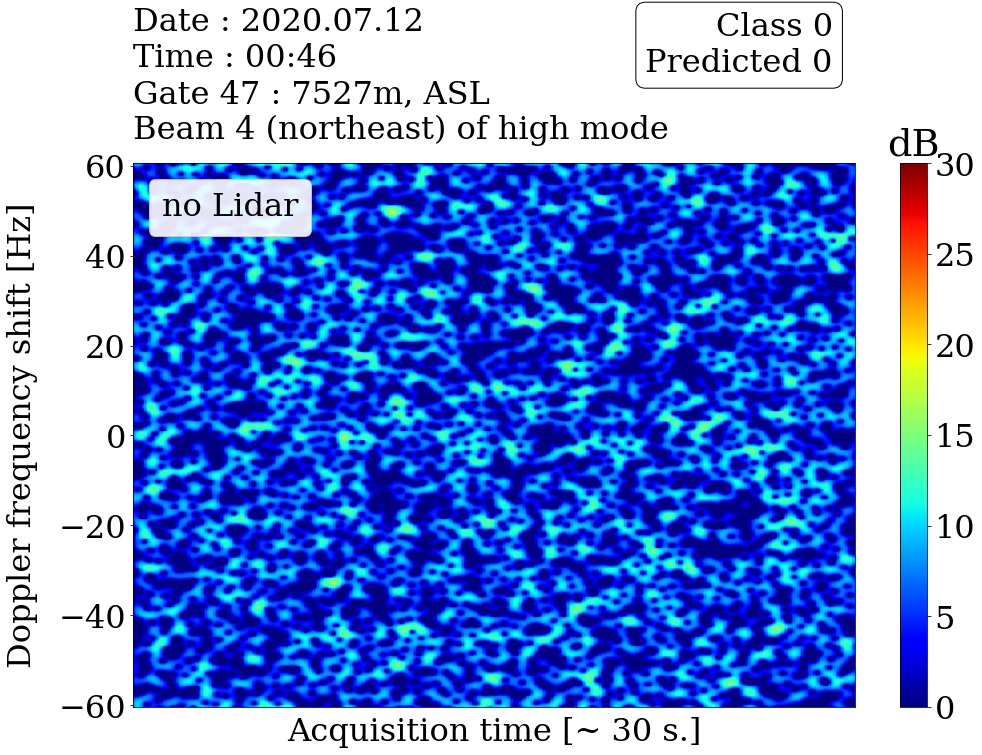 Date : 2020.07.12
Time : 00:46
Gate 47 : 7527m, ASL
Beam 4 (northeast) of high mode
Class 0
Predicted 0
dB
no Lidar
Doppler frequency shift [Hz]
60
40
20
0
−20
−40
−60
30
25
20
15
10
5
0
Acquisition time [~ 30 s.]